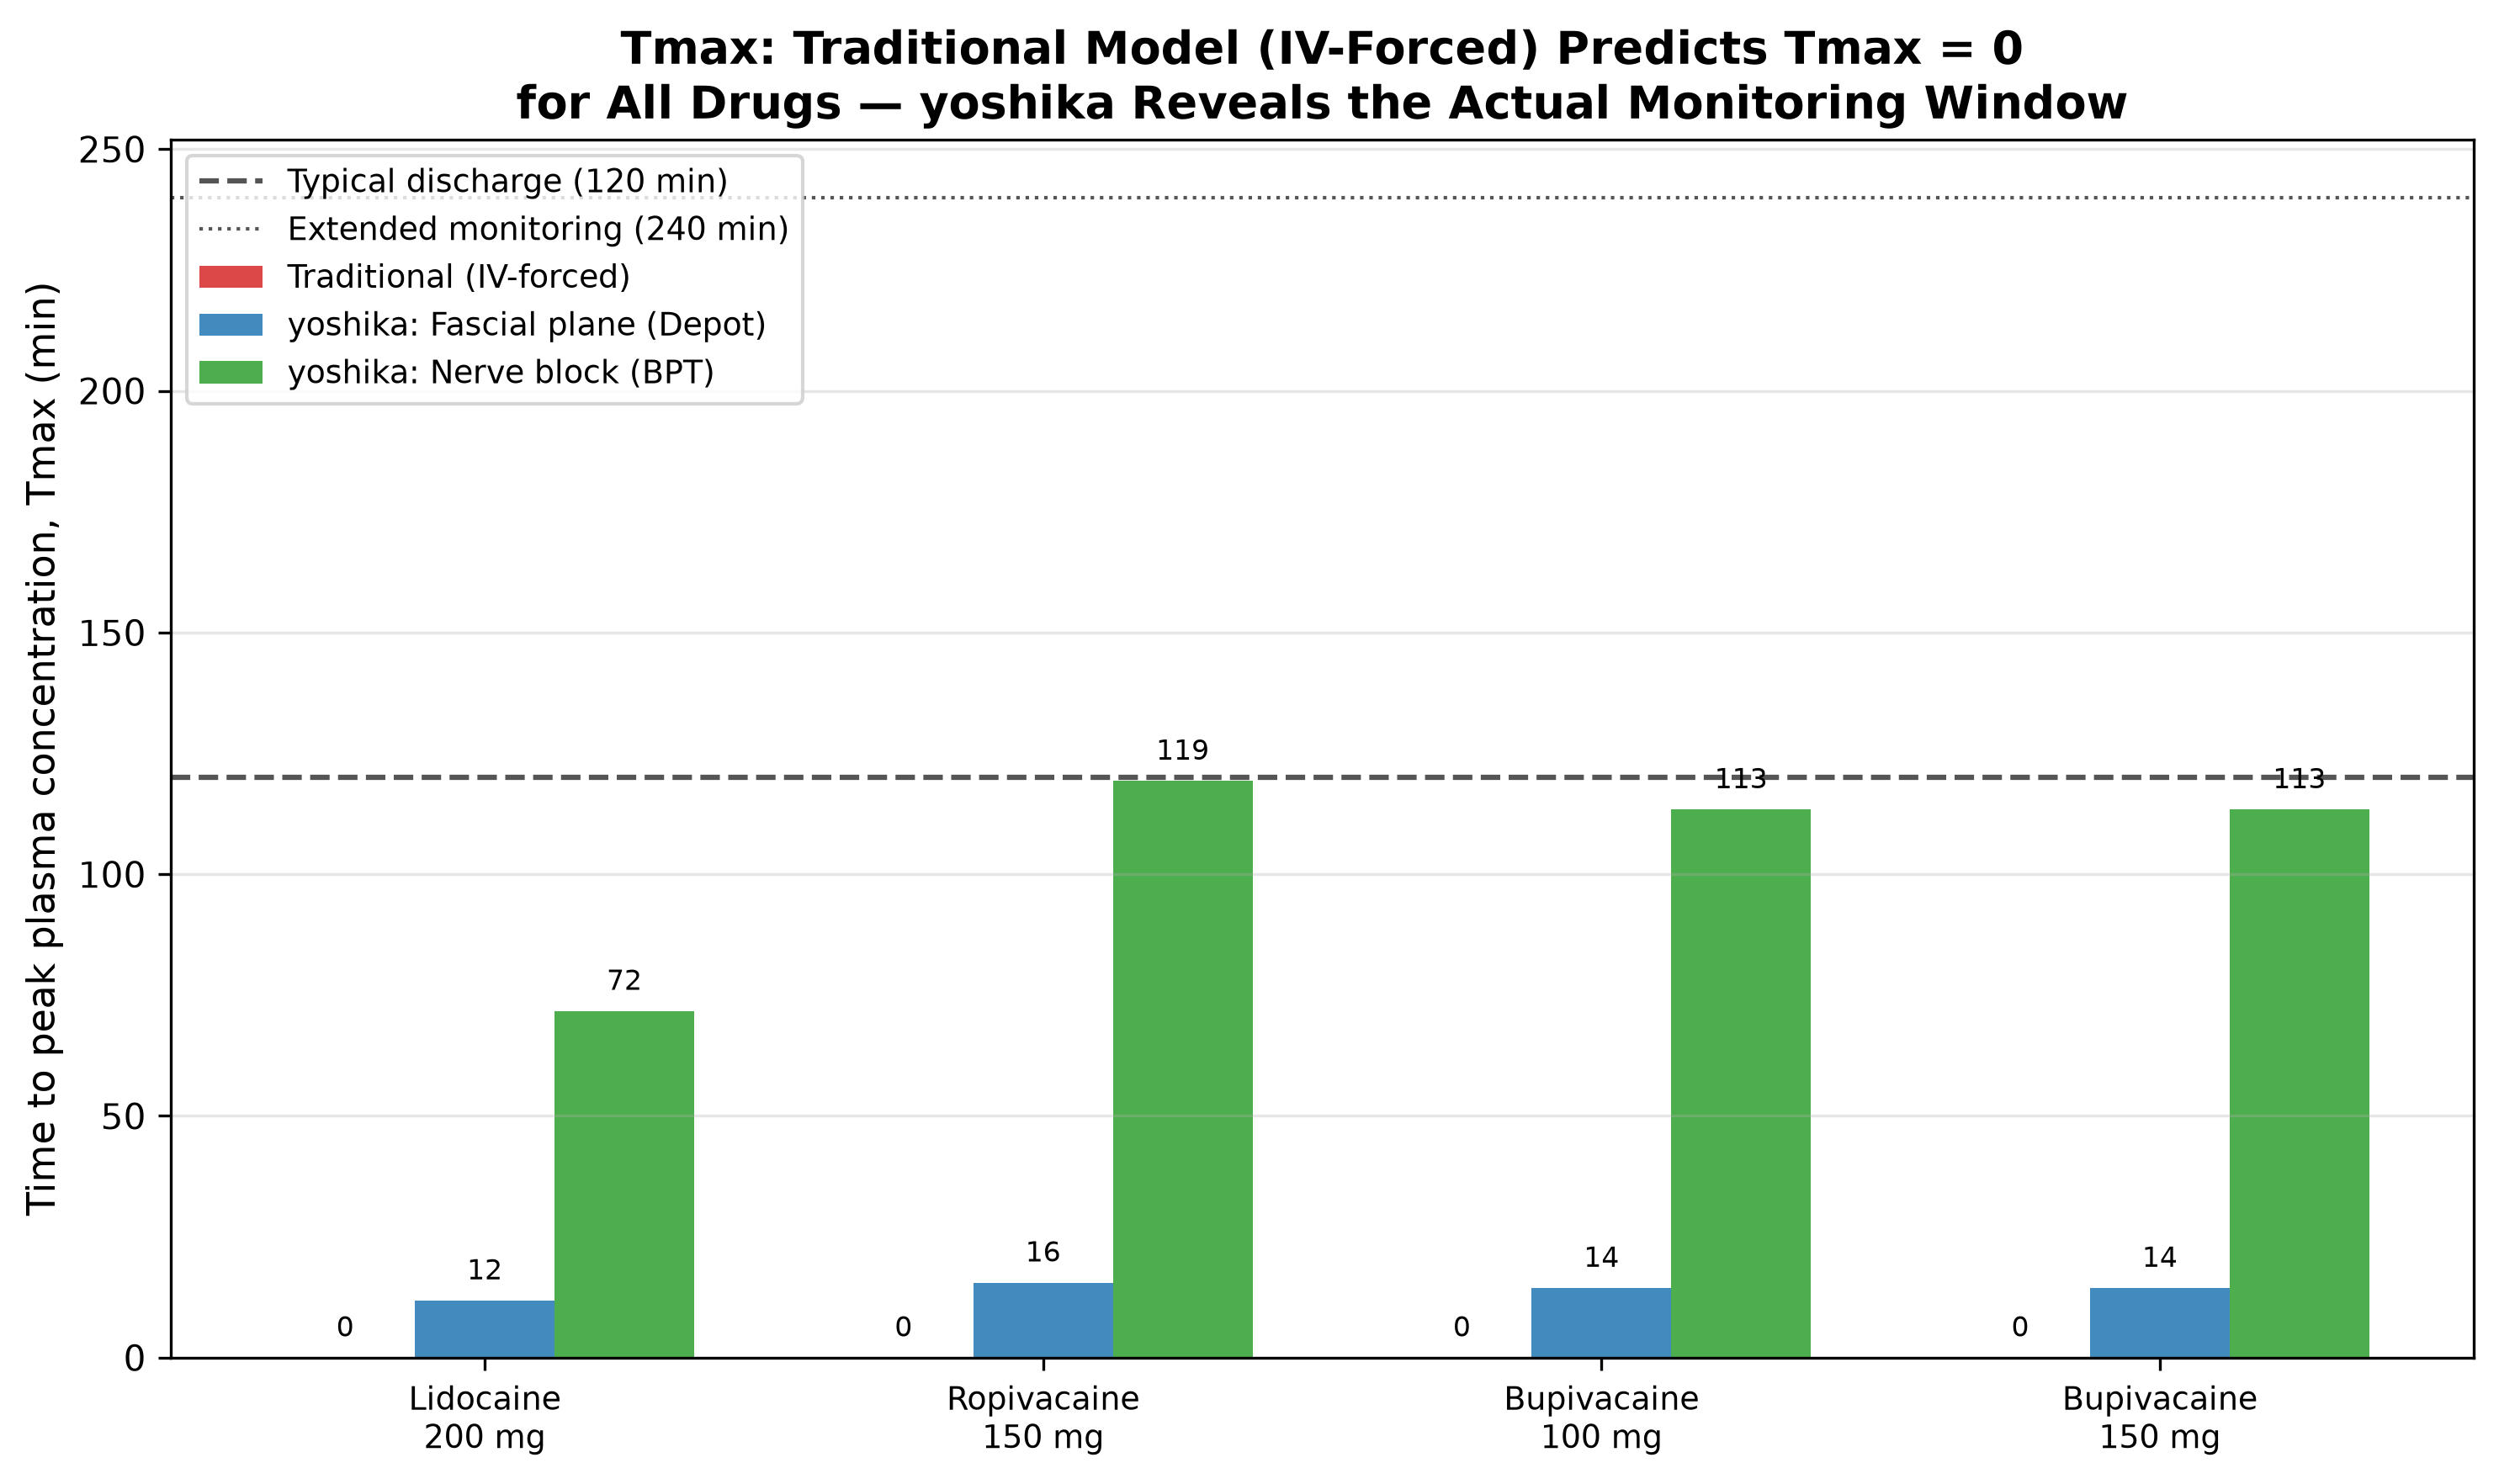 Tmax: Traditional Model (IV-Forced) Predicts Tmax = 0
for All Drugs — yoshika Reveals the Actual Monitoring Window
Time to peak plasma concentration, Tmax (min)
250
200
150
100
50
0
Typical discharge (120 min)
Extended monitoring (240 min)
Traditional (IV-forced)
yoshika: Fascial plane (Depot)
yoshika: Nerve block (BPT)
0
12
72
0
16
119
0
14
113
0
14
113
Lidocaine
200 mg
Ropivacaine
150 mg
Bupivacaine
100 mg
Bupivacaine
150 mg